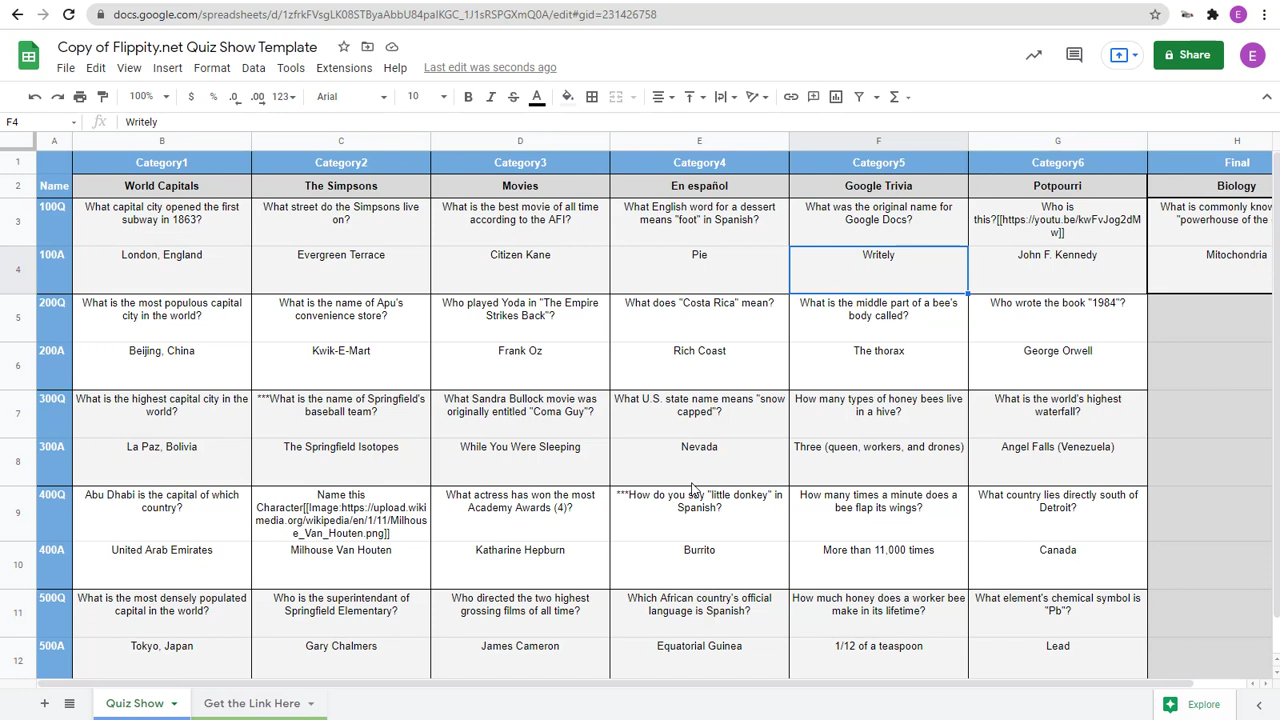 docs.google.com/spreadsheets/d/1zfrkFVsgLK08STByaAbbU84paIKGC_1J1sRSPGXmQ0A/edit#gid=231426758
E
Copy of Flippity.net Quiz Show Template
File Edit View Insert Format Data Tools Extensions Help Last edit was seconds ago
Share
E
100% $ % .0 .00 123 Arial 10 B I S A
F4 fx Writely
A B C D E F G H
1 Category1 Category2 Category3 Category4 Category5 Category6 Final
2 Name World Capitals The Simpsons Movies En español Google Trivia Potpourri Biology
3 100Q What capital city opened the first What street do the Simpsons live What is the best movie of all time What English word for a dessert What was the original name for Who is What is commonly know
subway in 1863? on? according to the AFI? means "foot" in Spanish? Google Docs? this?[[https://youtu.be/kwFvJog2dM "powerhouse of the
w]]
4 100A London, England Evergreen Terrace Citizen Kane Pie Writely John F. Kennedy Mitochondria
5 200Q What is the most populous capital What is the name of Apu's Who played Yoda in "The Empire What does "Costa Rica" mean? What is the middle part of a bee's Who wrote the book "1984"?
city in the world? convenience store? Strikes Back"? body called?
6 200A Beijing, China Kwik-E-Mart Frank Oz Rich Coast The thorax George Orwell
7 300Q What is the highest capital city in the ***What is the name of Springfield's What Sandra Bullock movie was What U.S. state name means "snow How many types of honey bees live What is the world's highest
world? baseball team? originally entitled "Coma Guy"? capped"? in a hive? waterfall?
8 300A La Paz, Bolivia The Springfield Isotopes While You Were Sleeping Nevada Three (queen, workers, and drones) Angel Falls (Venezuela)
9 400Q Abu Dhabi is the capital of which Name this What actress has won the most ***How do you say "little donkey" in How many times a minute does a What country lies directly south of
country? Character[[Image:https://upload.wiki Academy Awards (4)? Spanish? bee flap its wings? Detroit?
media.org/wikipedia/en/1/11/Milhous
e_Van_Houten.png]]
10 400A United Arab Emirates Milhouse Van Houten Katharine Hepburn Burrito More than 11,000 times Canada
11 500Q What is the most densely populated Who is the superintendant of Who directed the two highest Which African country's official How much honey does a worker bee What element's chemical symbol is
capital in the world? Springfield Elementary? grossing films of all time? language is Spanish? make in its lifetime? "Pb"?
12 500A Tokyo, Japan Gary Chalmers James Cameron Equatorial Guinea 1/12 of a teaspoon Lead
Quiz Show Get the Link Here Explore